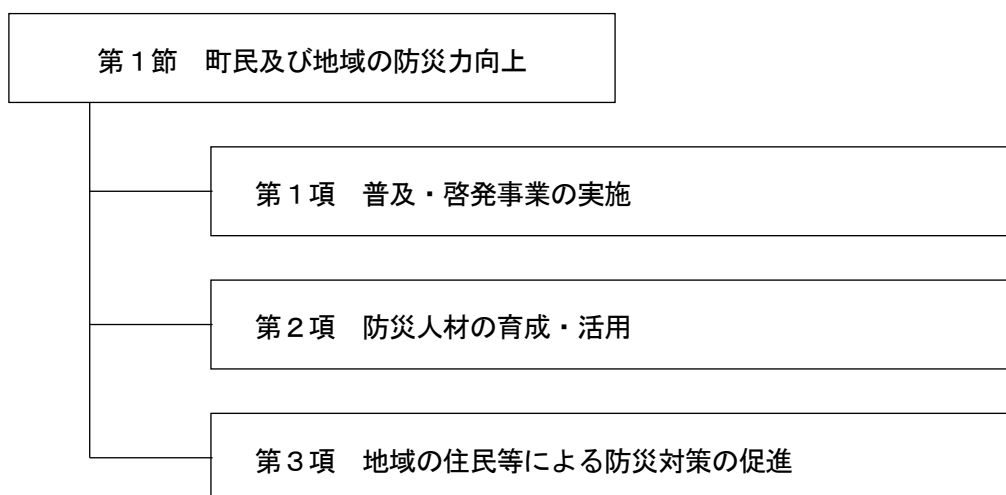 第１節　町民及び地域の防災力向上
第１項　普及・啓発事業の実施
第２項　防災人材の育成・活用
第３項　地域の住民等による防災対策の促進